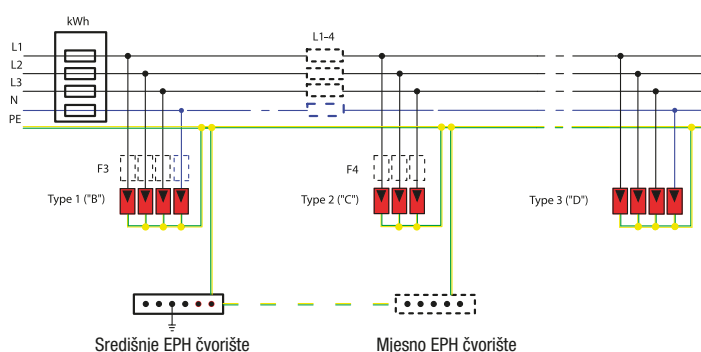 kWh
L1-4
L1
L2
L3
N
PE
F3
F4
Type 1 ("B")
Type 2 ("C")
Type 3 ("D")
Središnje EPH čvorište
Mjesno EPH čvorište